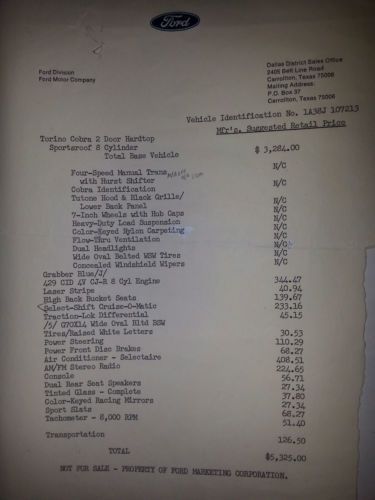 Ford
Ford Division
Ford Motor Company
Dallas District Sales Office
2405 Belt Line Road
Carrollton, Texas 75006
Mailing Address:
P.O. Box 37
Carrollton, Texas 75006
Vehicle Identification No. 1A38J 107213
Mfr's. Suggested Retail Price
Torino Cobra 2 Door Hardtop
Sportsroof 8 Cylinder
Total Base Vehicle $ 3,284.00
Four-Speed Manual Trans N/C
with Hurst Shifter
Cobra Identification N/C
Tutone Hood & Black Grille/
Lower Back Panel N/C
7-Inch Wheels with Hub Caps N/C
Heavy-Duty Load Suspension N/C
Color-Keyed Nylon Carpeting N/C
Flow-Thru Ventilation N/C
Dual Headlights N/C
Wide Oval Belted WSW Tires N/C
Concealed Windshield Wipers N/C
Grabber Blue/J/
429 CID 4V CJ-R 8 Cyl Engine 344.47
Laser Stripe 40.94
High Back Bucket Seats 139.67
Select-Shift Cruise-O-Matic 233.16
Traction-Lok Differential 45.15
/5/ G70X14 Wide Oval Bltd BSW
Tires/Raised White Letters 30.53
Power Steering 110.29
Power Front Disc Brakes 68.27
Air Conditioner - Selectaire 408.51
AM/FM Stereo Radio 224.65
Console 56.71
Dual Rear Seat Speakers 27.34
Tinted Glass - Complete 37.80
Color-Keyed Racing Mirrors 27.34
Sport Slats 68.27
Tachometer - 8,000 RPM 51.40
Transportation 126.50
TOTAL $5,325.00
NOT FOR SALE - PROPERTY OF FORD MARKETING CORPORATION.